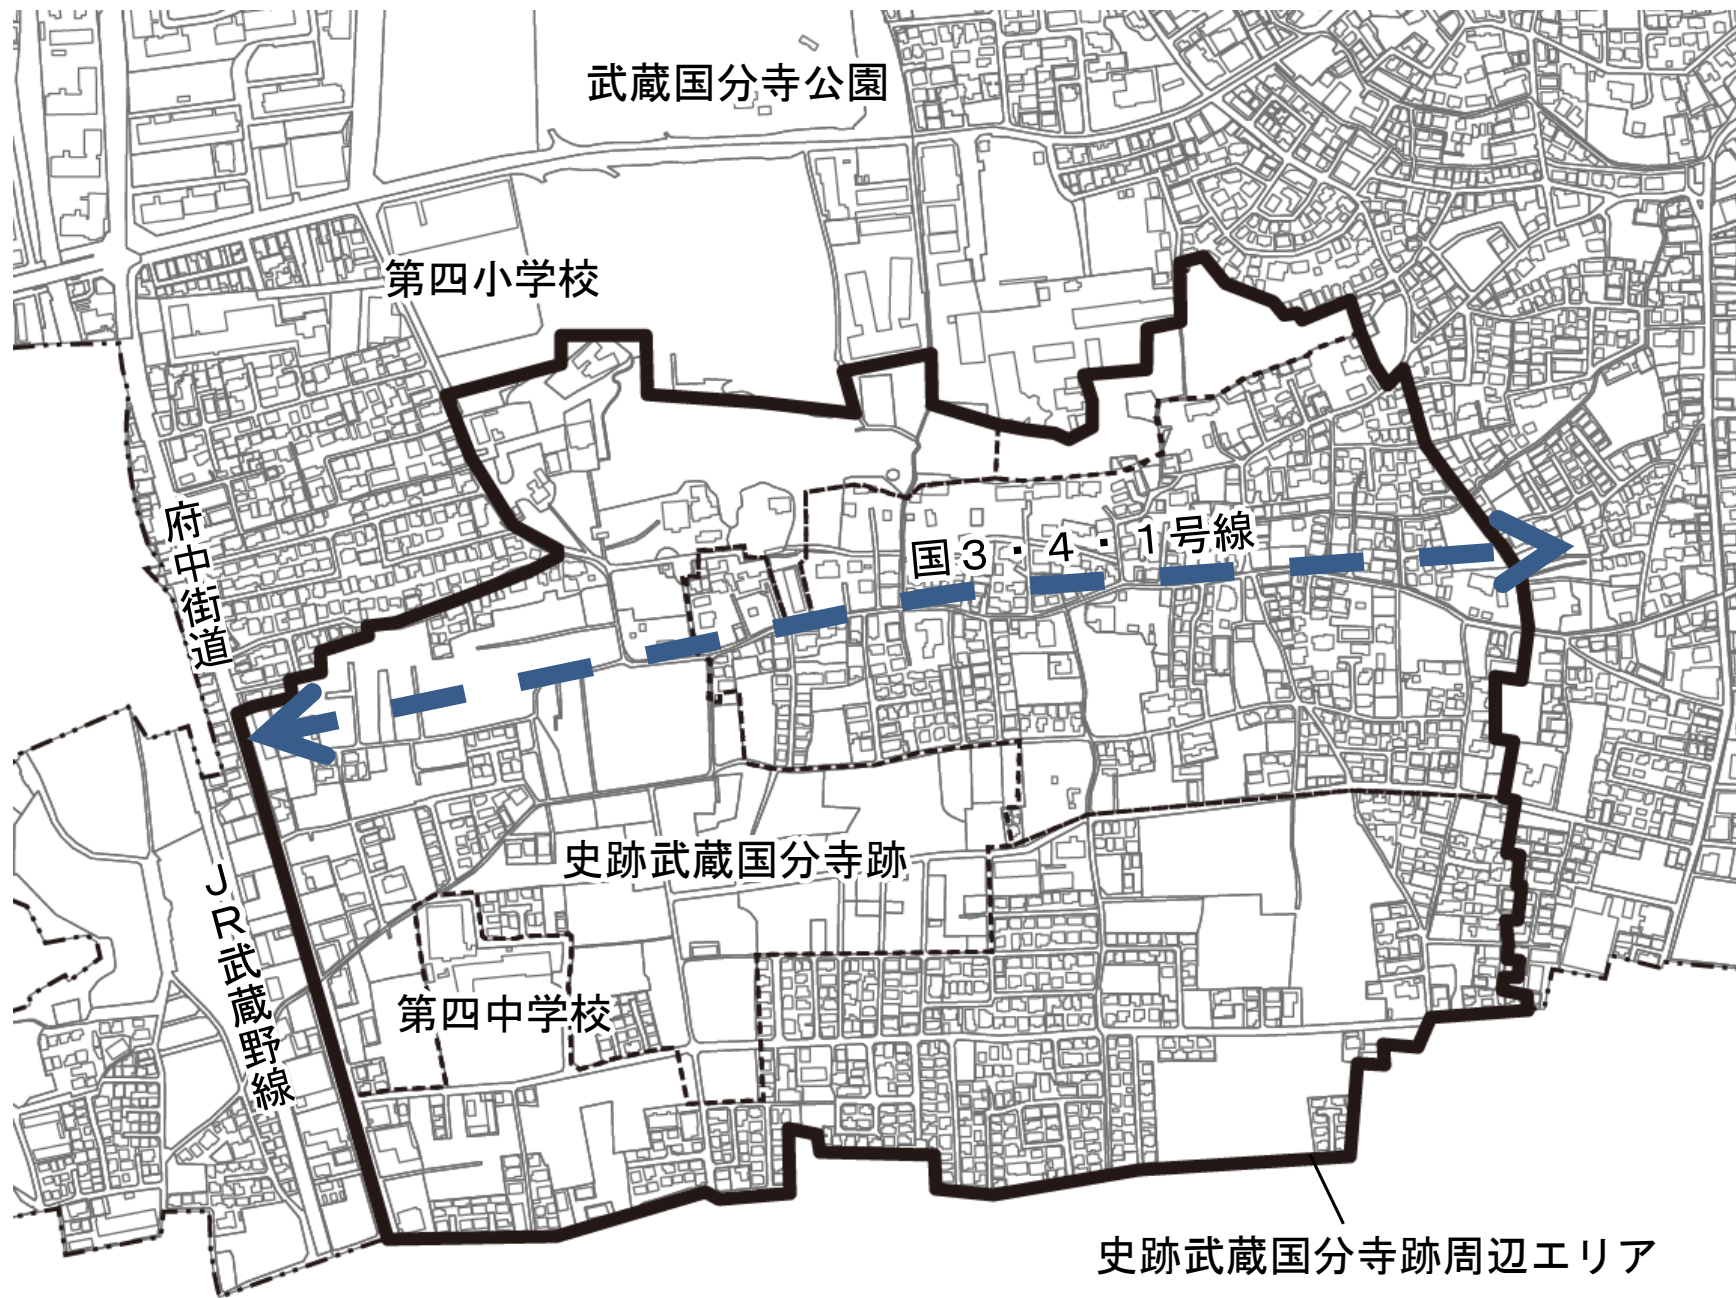 武蔵国分寺公園
第四小学校
府中街道
国３・４・１号線
史跡武蔵国分寺跡
ＪＲ武蔵野線
第四中学校
史跡武蔵国分寺跡周辺エリア